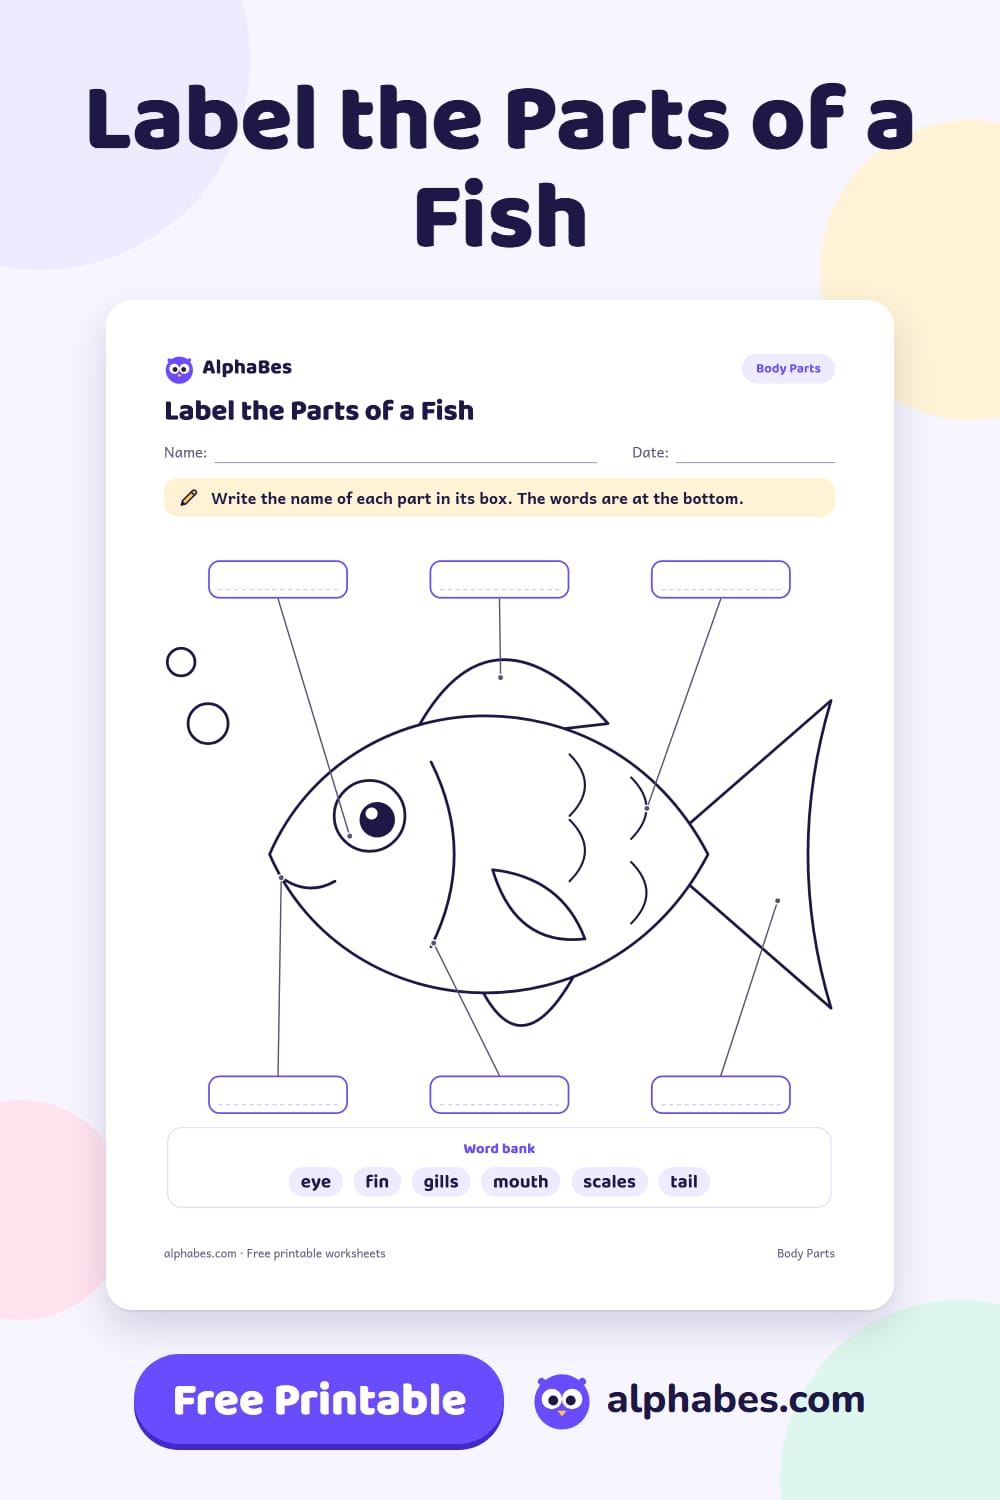 Label the Parts of a
Fish
AlphaBes
Body Parts
Label the Parts of a Fish
Name:
Date:
Write the name of each part in its box. The words are at the bottom.
Word bank
eye fin gills mouth scales tail
alphabes.com · Free printable worksheets
Body Parts
Free Printable
alphabes.com